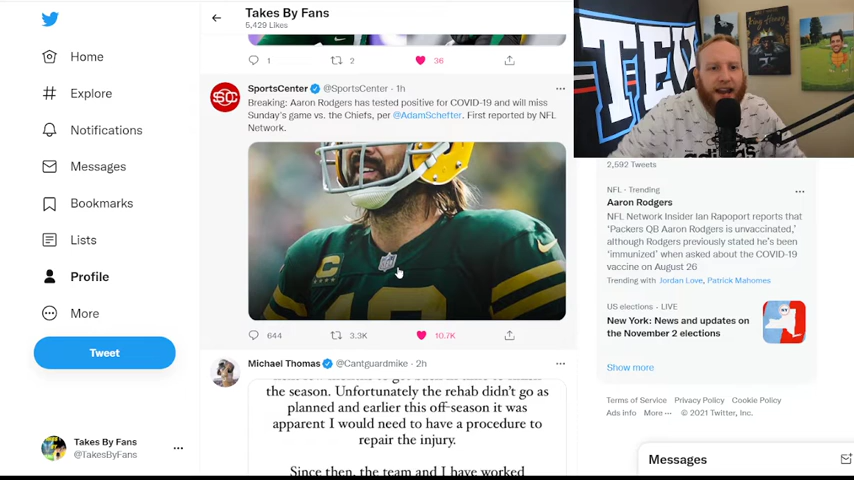 Takes By Fans
5,429 Likes
1 2 36
Home
Explore
Notifications
Messages
Bookmarks
Lists
Profile
More
Tweet
Takes By Fans
@TakesByFans
SC
SportsCenter @SportsCenter · 1h
Breaking: Aaron Rodgers has tested positive for COVID-19 and will miss
Sunday's game vs. the Chiefs, per @AdamSchefter. First reported by NFL
Network.
644 3.3K 10.7K
Michael Thomas @Cantguardmike · 2h
the season. Unfortunately the rehab didn't go as
planned and earlier this off-season it was
apparent I would need to have a procedure to
repair the injury.
Since then, the team and I have worked
TEN
King Henry
adidas
2,592 Tweets
NFL · Trending
Aaron Rodgers
NFL Network Insider Ian Rapoport reports that
'Packers QB Aaron Rodgers is unvaccinated,'
although Rodgers previously stated he's been
'immunized' when asked about the COVID-19
vaccine on August 26
Trending with Jordan Love, Patrick Mahomes
US elections · LIVE
New York: News and updates on
the November 2 elections
Show more
Terms of Service Privacy Policy Cookie Policy
Ads info More ··· © 2021 Twitter, Inc.
Messages